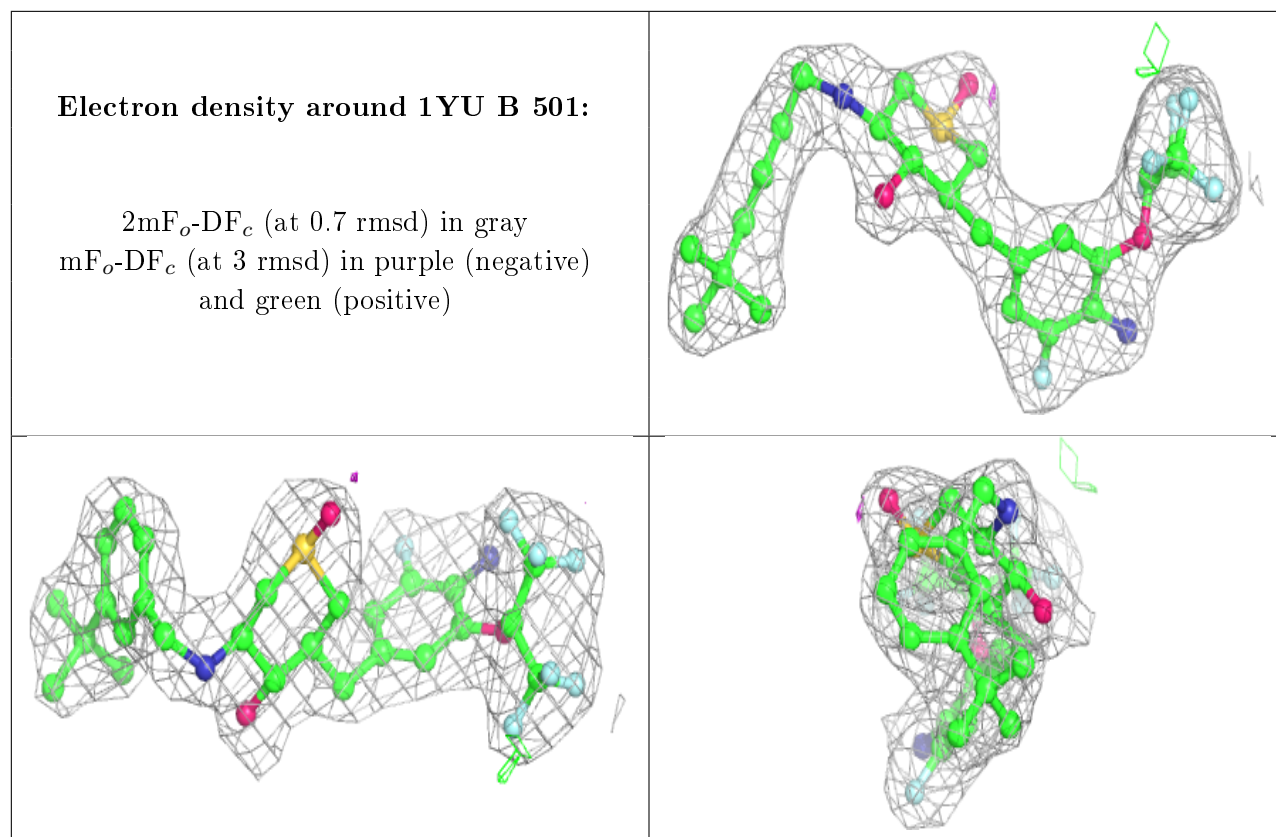 Electron density around 1YU B 501:
2mFₒ-DF𝒸 (at 0.7 rmsd) in gray
mFₒ-DF𝒸 (at 3 rmsd) in purple (negative)
and green (positive)